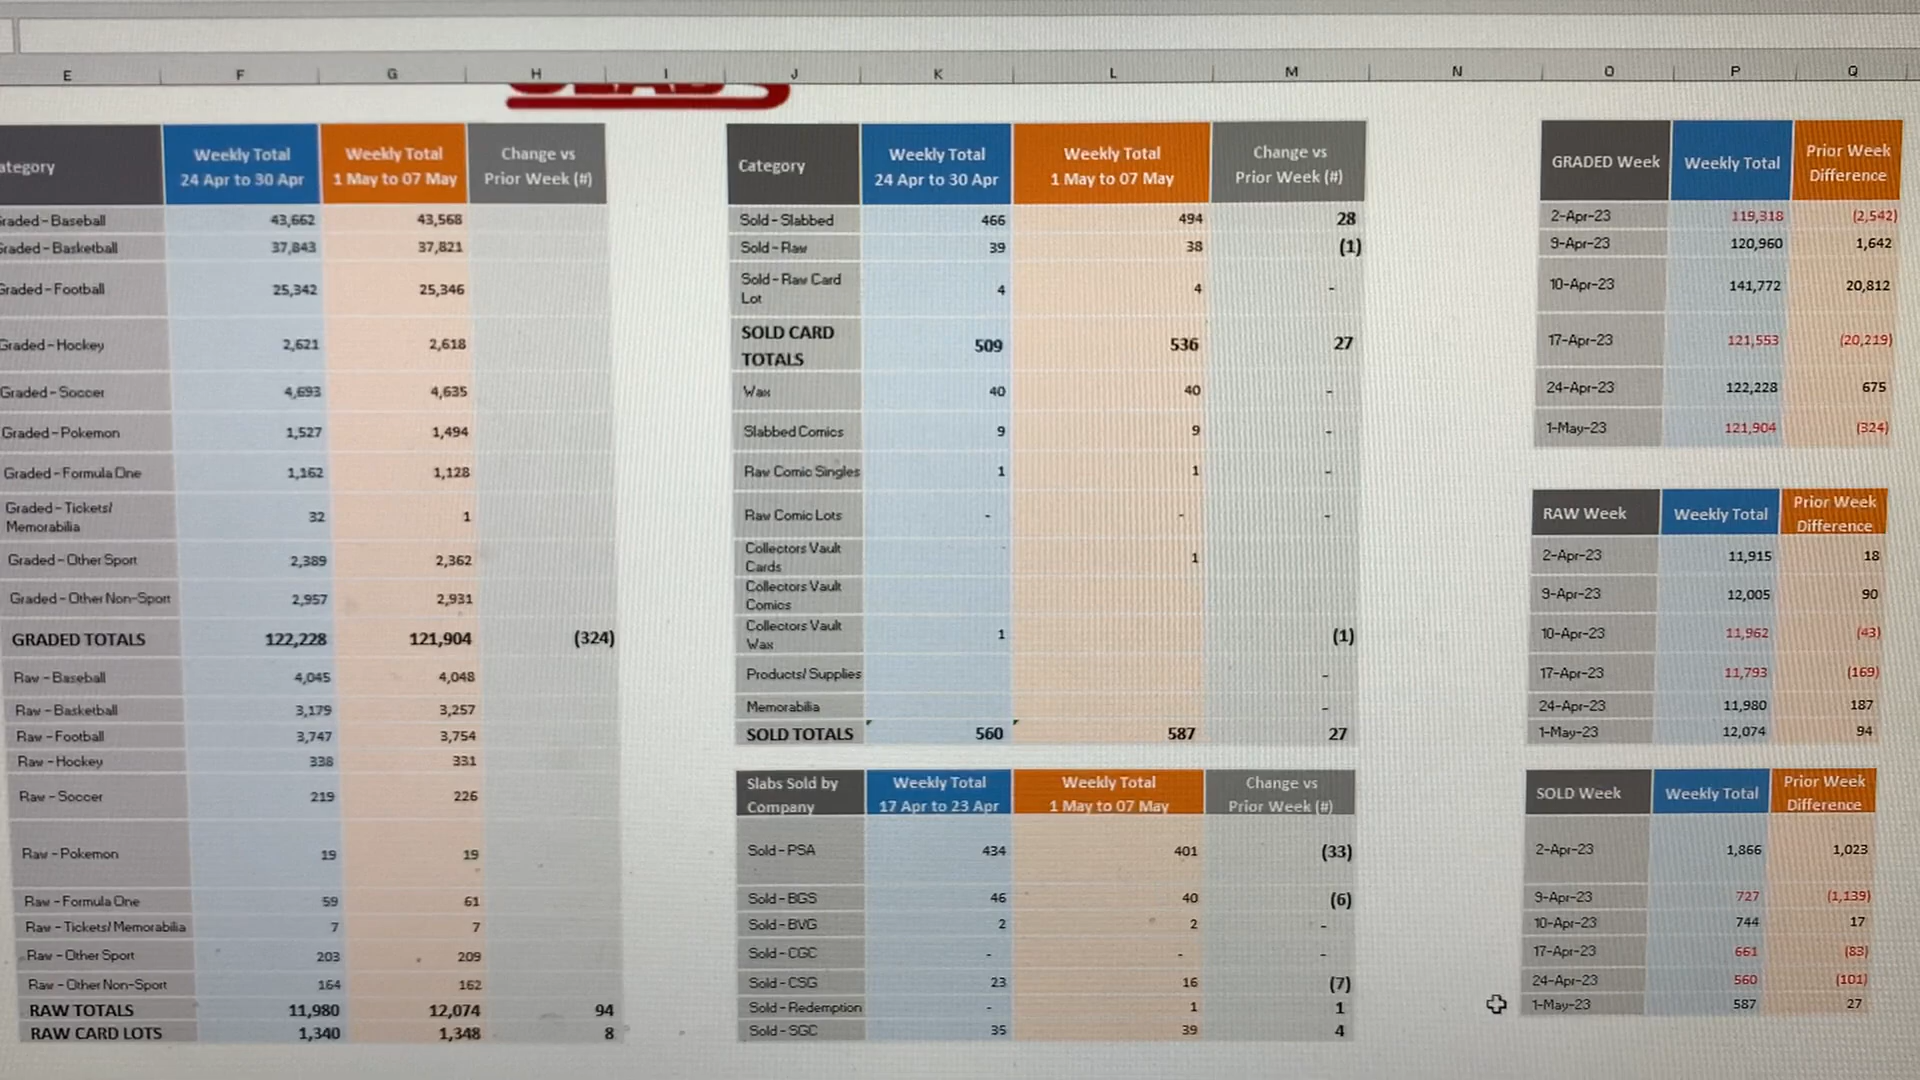 E F G H I J K L M N O P Q
ategory Weekly Total 24 Apr to 30 Apr Weekly Total 1 May to 07 May Change vs Prior Week (#)
Graded - Baseball 43,662 43,568
Graded - Basketball 37,843 37,821
Graded - Football 25,342 25,346
Graded - Hockey 2,621 2,618
Graded - Soccer 4,693 4,635
Graded - Pokemon 1,527 1,494
Graded - Formula One 1,162 1,128
Graded - Tickets/ Memorabilia 32 1
Graded - Other Sport 2,389 2,362
Graded - Other Non-Sport 2,957 2,931
GRADED TOTALS 122,228 121,904 (324)
Raw - Baseball 4,045 4,048
Raw - Basketball 3,179 3,257
Raw - Football 3,747 3,754
Raw - Hockey 338 331
Raw - Soccer 219 226
Raw - Pokemon 19 19
Raw - Formula One 59 61
Raw - Tickets/ Memorabilia 7 7
Raw - Other Sport 203 209
Raw - Other Non-Sport 164 162
RAW TOTALS 11,980 12,074 94
RAW CARD LOTS 1,340 1,348 8
Category Weekly Total 24 Apr to 30 Apr Weekly Total 1 May to 07 May Change vs Prior Week (#)
Sold - Slabbed 466 494 28
Sold - Raw 39 38 (1)
Sold - Raw Card Lot 4 4 -
SOLD CARD TOTALS 509 536 27
Wax 40 40 -
Slabbed Comics 9 9 -
Raw Comic Singles 1 1 -
Raw Comic Lots - - -
Collectors Vault Cards 1
Collectors Vault Comics
Collectors Vault Wax 1 (1)
Products/ Supplies -
Memorabilia -
SOLD TOTALS 560 587 27
Slabs Sold by Company Weekly Total 17 Apr to 23 Apr Weekly Total 1 May to 07 May Change vs Prior Week (#)
Sold - PSA 434 401 (33)
Sold - BGS 46 40 (6)
Sold - BVG 2 2 -
Sold - CGC - - -
Sold - CSG 23 16 (7)
Sold - Redemption - 1 1
Sold - SGC 35 39 4
GRADED Week Weekly Total Prior Week Difference
2-Apr-23 119,318 (2,542)
9-Apr-23 120,960 1,642
10-Apr-23 141,772 20,812
17-Apr-23 121,553 (20,219)
24-Apr-23 122,228 675
1-May-23 121,904 (324)
RAW Week Weekly Total Prior Week Difference
2-Apr-23 11,915 18
9-Apr-23 12,005 90
10-Apr-23 11,962 (43)
17-Apr-23 11,793 (169)
24-Apr-23 11,980 187
1-May-23 12,074 94
SOLD Week Weekly Total Prior Week Difference
2-Apr-23 1,866 1,023
9-Apr-23 727 (1,139)
10-Apr-23 744 17
17-Apr-23 661 (83)
24-Apr-23 560 (101)
1-May-23 587 27